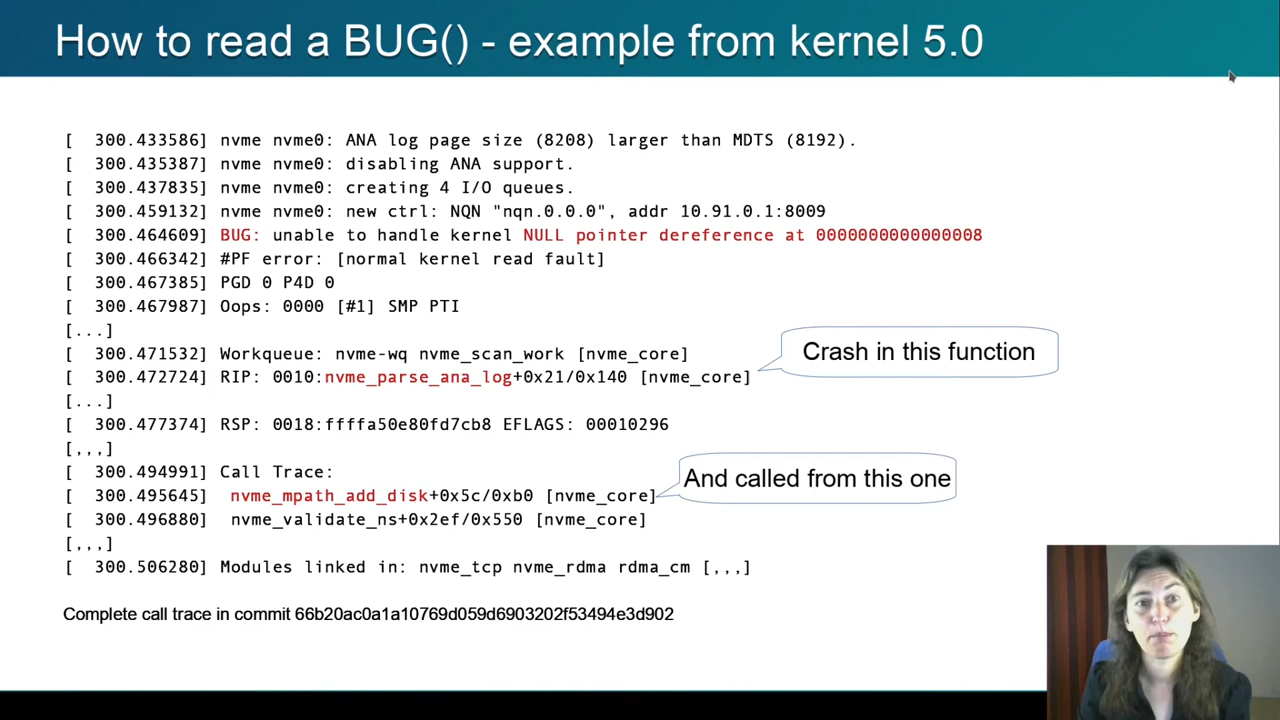 How to read a BUG() - example from kernel 5.0
[  300.433586] nvme nvme0: ANA log page size (8208) larger than MDTS (8192).
[  300.435387] nvme nvme0: disabling ANA support.
[  300.437835] nvme nvme0: creating 4 I/O queues.
[  300.459132] nvme nvme0: new ctrl: NQN "nqn.0.0.0", addr 10.91.0.1:8009
[  300.464609] BUG: unable to handle kernel NULL pointer dereference at 0000000000000008
[  300.466342] #PF error: [normal kernel read fault]
[  300.467385] PGD 0 P4D 0
[  300.467987] Oops: 0000 [#1] SMP PTI
[...]
[  300.471532] Workqueue: nvme-wq nvme_scan_work [nvme_core]
Crash in this function
[  300.472724] RIP: 0010:nvme_parse_ana_log+0x21/0x140 [nvme_core]
[...]
[  300.477374] RSP: 0018:ffffa50e80fd7cb8 EFLAGS: 00010296
[,,,]
[  300.494991] Call Trace:
And called from this one
[  300.495645]  nvme_mpath_add_disk+0x5c/0xb0 [nvme_core]
[  300.496880]  nvme_validate_ns+0x2ef/0x550 [nvme_core]
[,,,]
[  300.506280] Modules linked in: nvme_tcp nvme_rdma rdma_cm [,,,]
Complete call trace in commit 66b20ac0a1a10769d059d6903202f53494e3d902